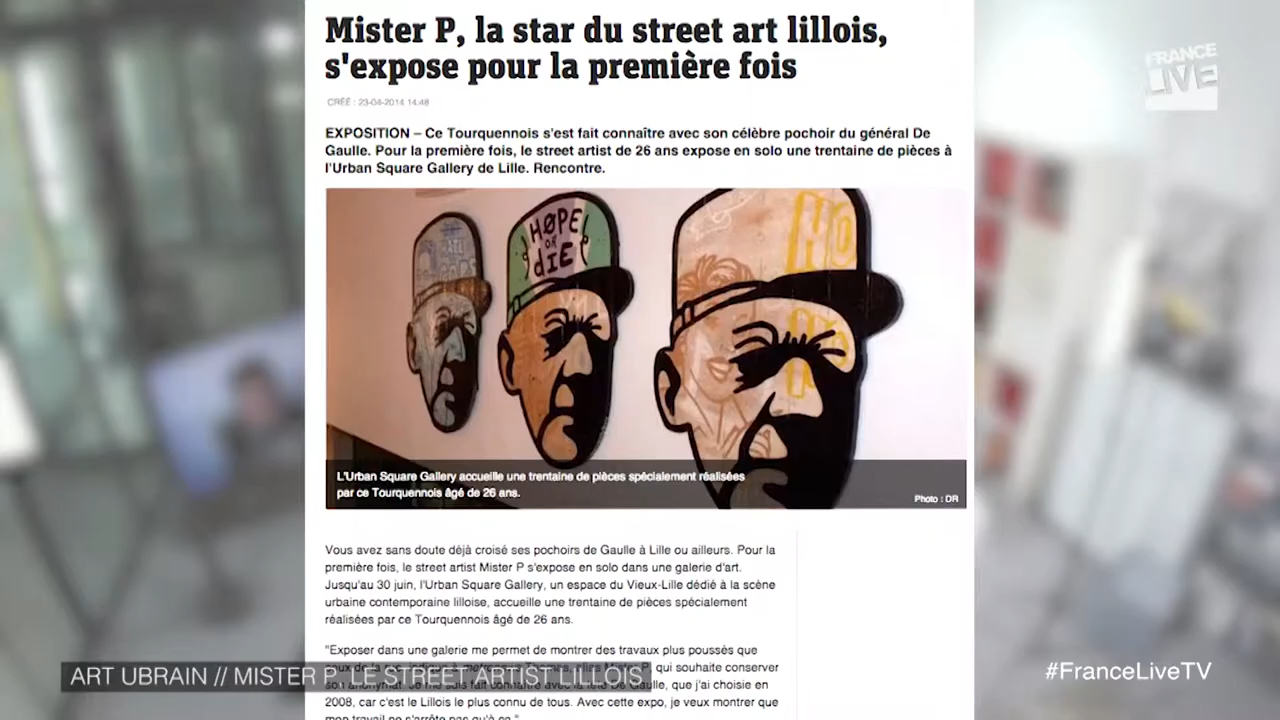 Mister P, la star du street art lillois,
s'expose pour la première fois
FRANCE
LIVE
CRÉÉ : 23-04-2014 14:48
EXPOSITION – Ce Tourquennois s'est fait connaître avec son célèbre pochoir du général De
Gaulle. Pour la première fois, le street artist de 26 ans expose en solo une trentaine de pièces à
l'Urban Square Gallery de Lille. Rencontre.
HØPE
OR
diE
L'Urban Square Gallery accueille une trentaine de pièces spécialement réalisées
par ce Tourquennois âgé de 26 ans.
Photo : DR
Vous avez sans doute déjà croisé ses pochoirs de Gaulle à Lille ou ailleurs. Pour la
première fois, le street artist Mister P s'expose en solo dans une galerie d'art.
Jusqu'au 30 juin, l'Urban Square Gallery, un espace du Vieux-Lille dédié à la scène
urbaine contemporaine lilloise, accueille une trentaine de pièces spécialement
réalisées par ce Tourquennois âgé de 26 ans.
"Exposer dans une galerie me permet de montrer des travaux plus poussés que
qui souhaite conserver
ART UBRAIN // MISTER P, LE STREET ARTIST LILLOIS
#FranceLiveTV
que j'ai choisie en
2008, car c'est le Lillois le plus connu de tous. Avec cette expo, je veux montrer que